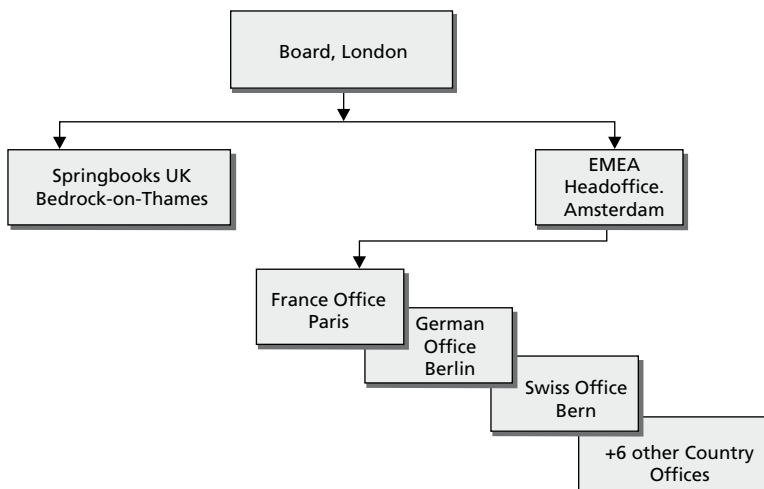 Board, London
Springbooks UK
Bedrock-on-Thames
EMEA
Headoffice.
Amsterdam
France Office
Paris
German
Office
Berlin
Swiss Office
Bern
+6 other Country
Offices